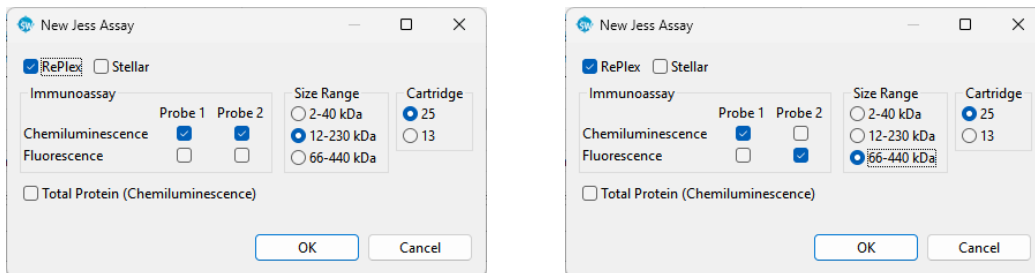 New Jess Assay
RePlex Stellar
Immunoassay
Probe 1 Probe 2
Chemiluminescence
Fluorescence
Size Range
2-40 kDa
12-230 kDa
66-440 kDa
Cartridge
25
13
Total Protein (Chemiluminescence)
OK Cancel
New Jess Assay
RePlex Stellar
Immunoassay
Probe 1 Probe 2
Chemiluminescence
Fluorescence
Size Range
2-40 kDa
12-230 kDa
66-440 kDa
Cartridge
25
13
Total Protein (Chemiluminescence)
OK Cancel